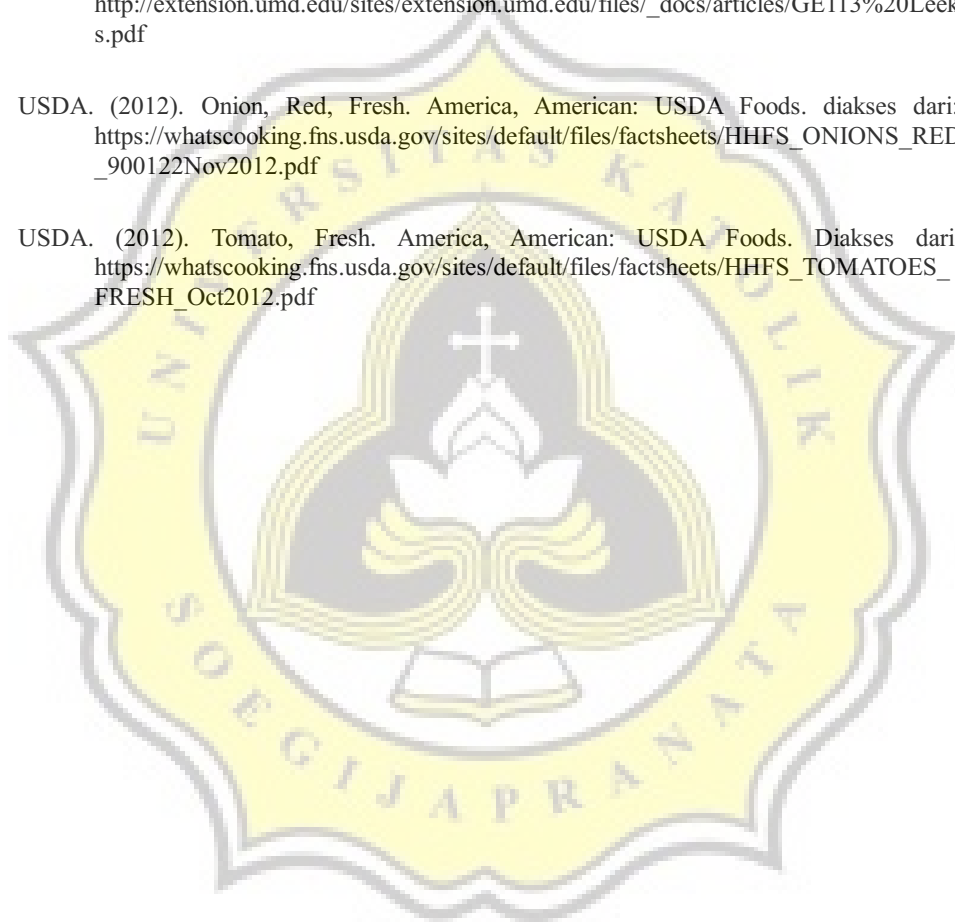 http://extension.umd.edu/sites/extension.umd.edu/files/_docs/articles/GE113%20Leek
s.pdf
USDA. (2012). Onion, Red, Fresh. America, American: USDA Foods. diakses dari:
https://whatscooking.fns.usda.gov/sites/default/files/factsheets/HHFS_ONIONS_RED
_900122Nov2012.pdf
USDA. (2012). Tomato, Fresh. America, American: USDA Foods. Diakses dari
https://whatscooking.fns.usda.gov/sites/default/files/factsheets/HHFS_TOMATOES_
FRESH_Oct2012.pdf
UNIVERSITAS KATOLIK
SOEGIJAPRANATA